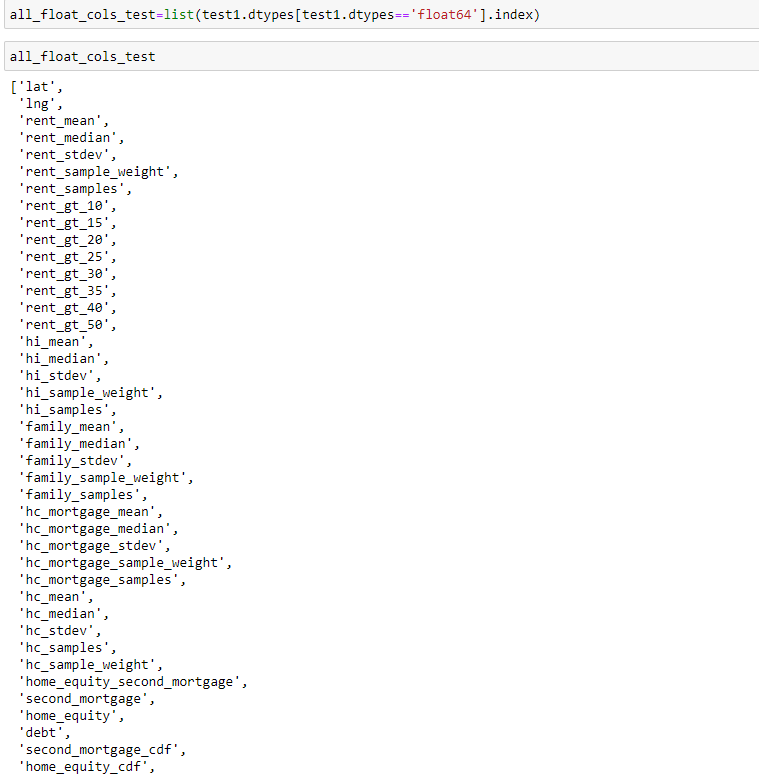 all_float_cols_test=list(test1.dtypes[test1.dtypes=='float64'].index)
all_float_cols_test
['lat',
'lng',
'rent_mean',
'rent_median',
'rent_stdev',
'rent_sample_weight',
'rent_samples',
'rent_gt_10',
'rent_gt_15',
'rent_gt_20',
'rent_gt_25',
'rent_gt_30',
'rent_gt_35',
'rent_gt_40',
'rent_gt_50',
'hi_mean',
'hi_median',
'hi_stdev',
'hi_sample_weight',
'hi_samples',
'family_mean',
'family_median',
'family_stdev',
'family_sample_weight',
'family_samples',
'hc_mortgage_mean',
'hc_mortgage_median',
'hc_mortgage_stdev',
'hc_mortgage_sample_weight',
'hc_mortgage_samples',
'hc_mean',
'hc_median',
'hc_stdev',
'hc_samples',
'hc_sample_weight',
'home_equity_second_mortgage',
'second_mortgage',
'home_equity',
'debt',
'second_mortgage_cdf',
'home_equity_cdf',